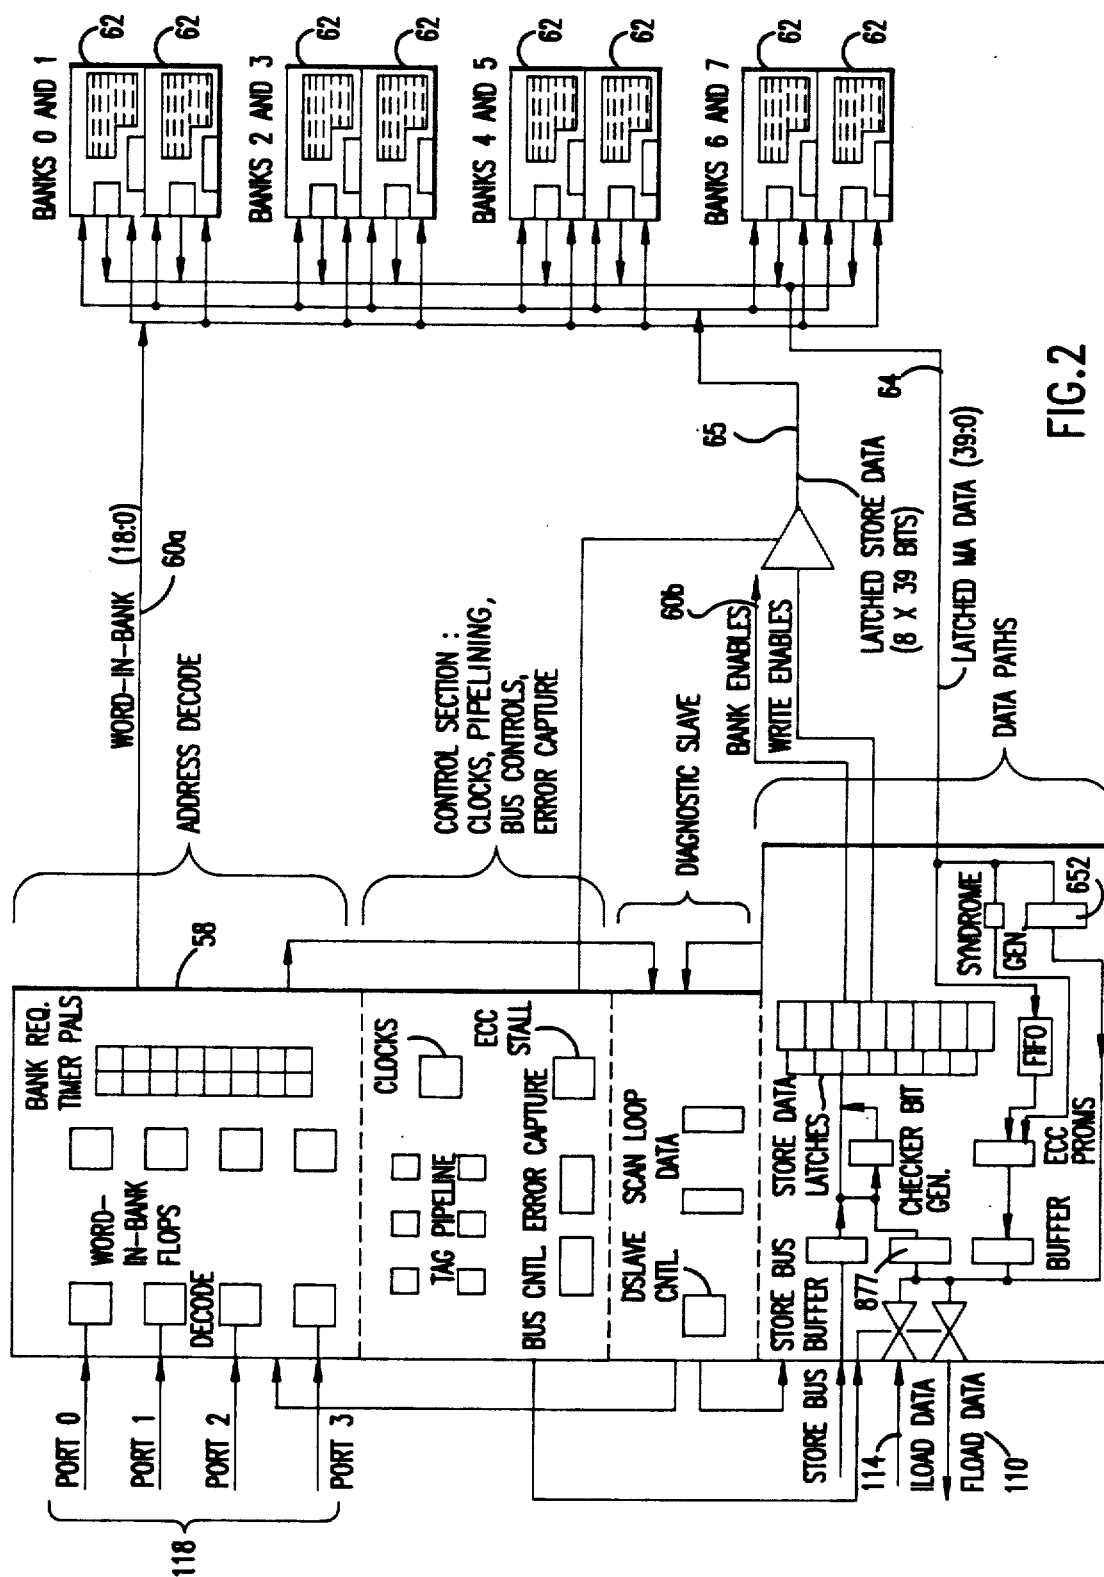 BANKS 0 AND 1
62
62
BANKS 2 AND 3
62
62
BANKS 4 AND 5
62
62
BANKS 6 AND 7
62
62
WORD-IN-BANK (18:0)
60a
ADDRESS DECODE
CONTROL SECTION :
CLOCKS, PIPELINING,
BUS CONTROLS,
ERROR CAPTURE
DIAGNOSTIC SLAVE
BANK ENABLES
60b
WRITE ENABLES
65
LATCHED STORE DATA
(8 X 39 BITS)
64
LATCHED MA DATA (39:0)
DATA PATHS
FIG.2
58
BANK REQ.
TIMER PALS
WORD-
IN-BANK
FLOPS
DECODE
CLOCKS
TAG PIPELINE
ECC
STALL
BUS CNTL. ERROR CAPTURE
DSLAVE
CNTL
SCAN LOOP
DATA
STORE BUS
BUFFER
STORE DATA
LATCHES
CHECKER BIT
GEN.
877
SYNDROME
GEN.
652
FIFO
ECC
PROMS
BUFFER
PORT 0
PORT 1
PORT 2
PORT 3
118
STORE BUS
114
ILOAD DATA
FLOAD DATA
110